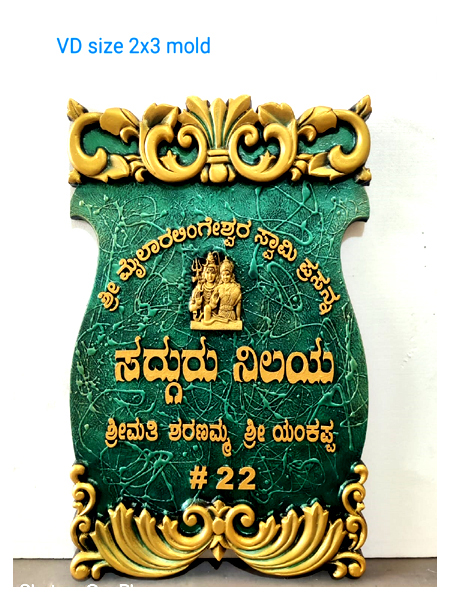 VD size 2x3 mold
ಶ್ರೀ ಮೈಲಾರಲಿಂಗೇಶ್ವರ ಸ್ವಾಮಿ ಪ್ರಸನ್ನ
ಸದ್ಗುರು ನಿಲಯ
ಶ್ರೀಮತಿ ಶರಣಮ್ಮ ಶ್ರೀ ಯಂಕಪ್ಪ
# 22